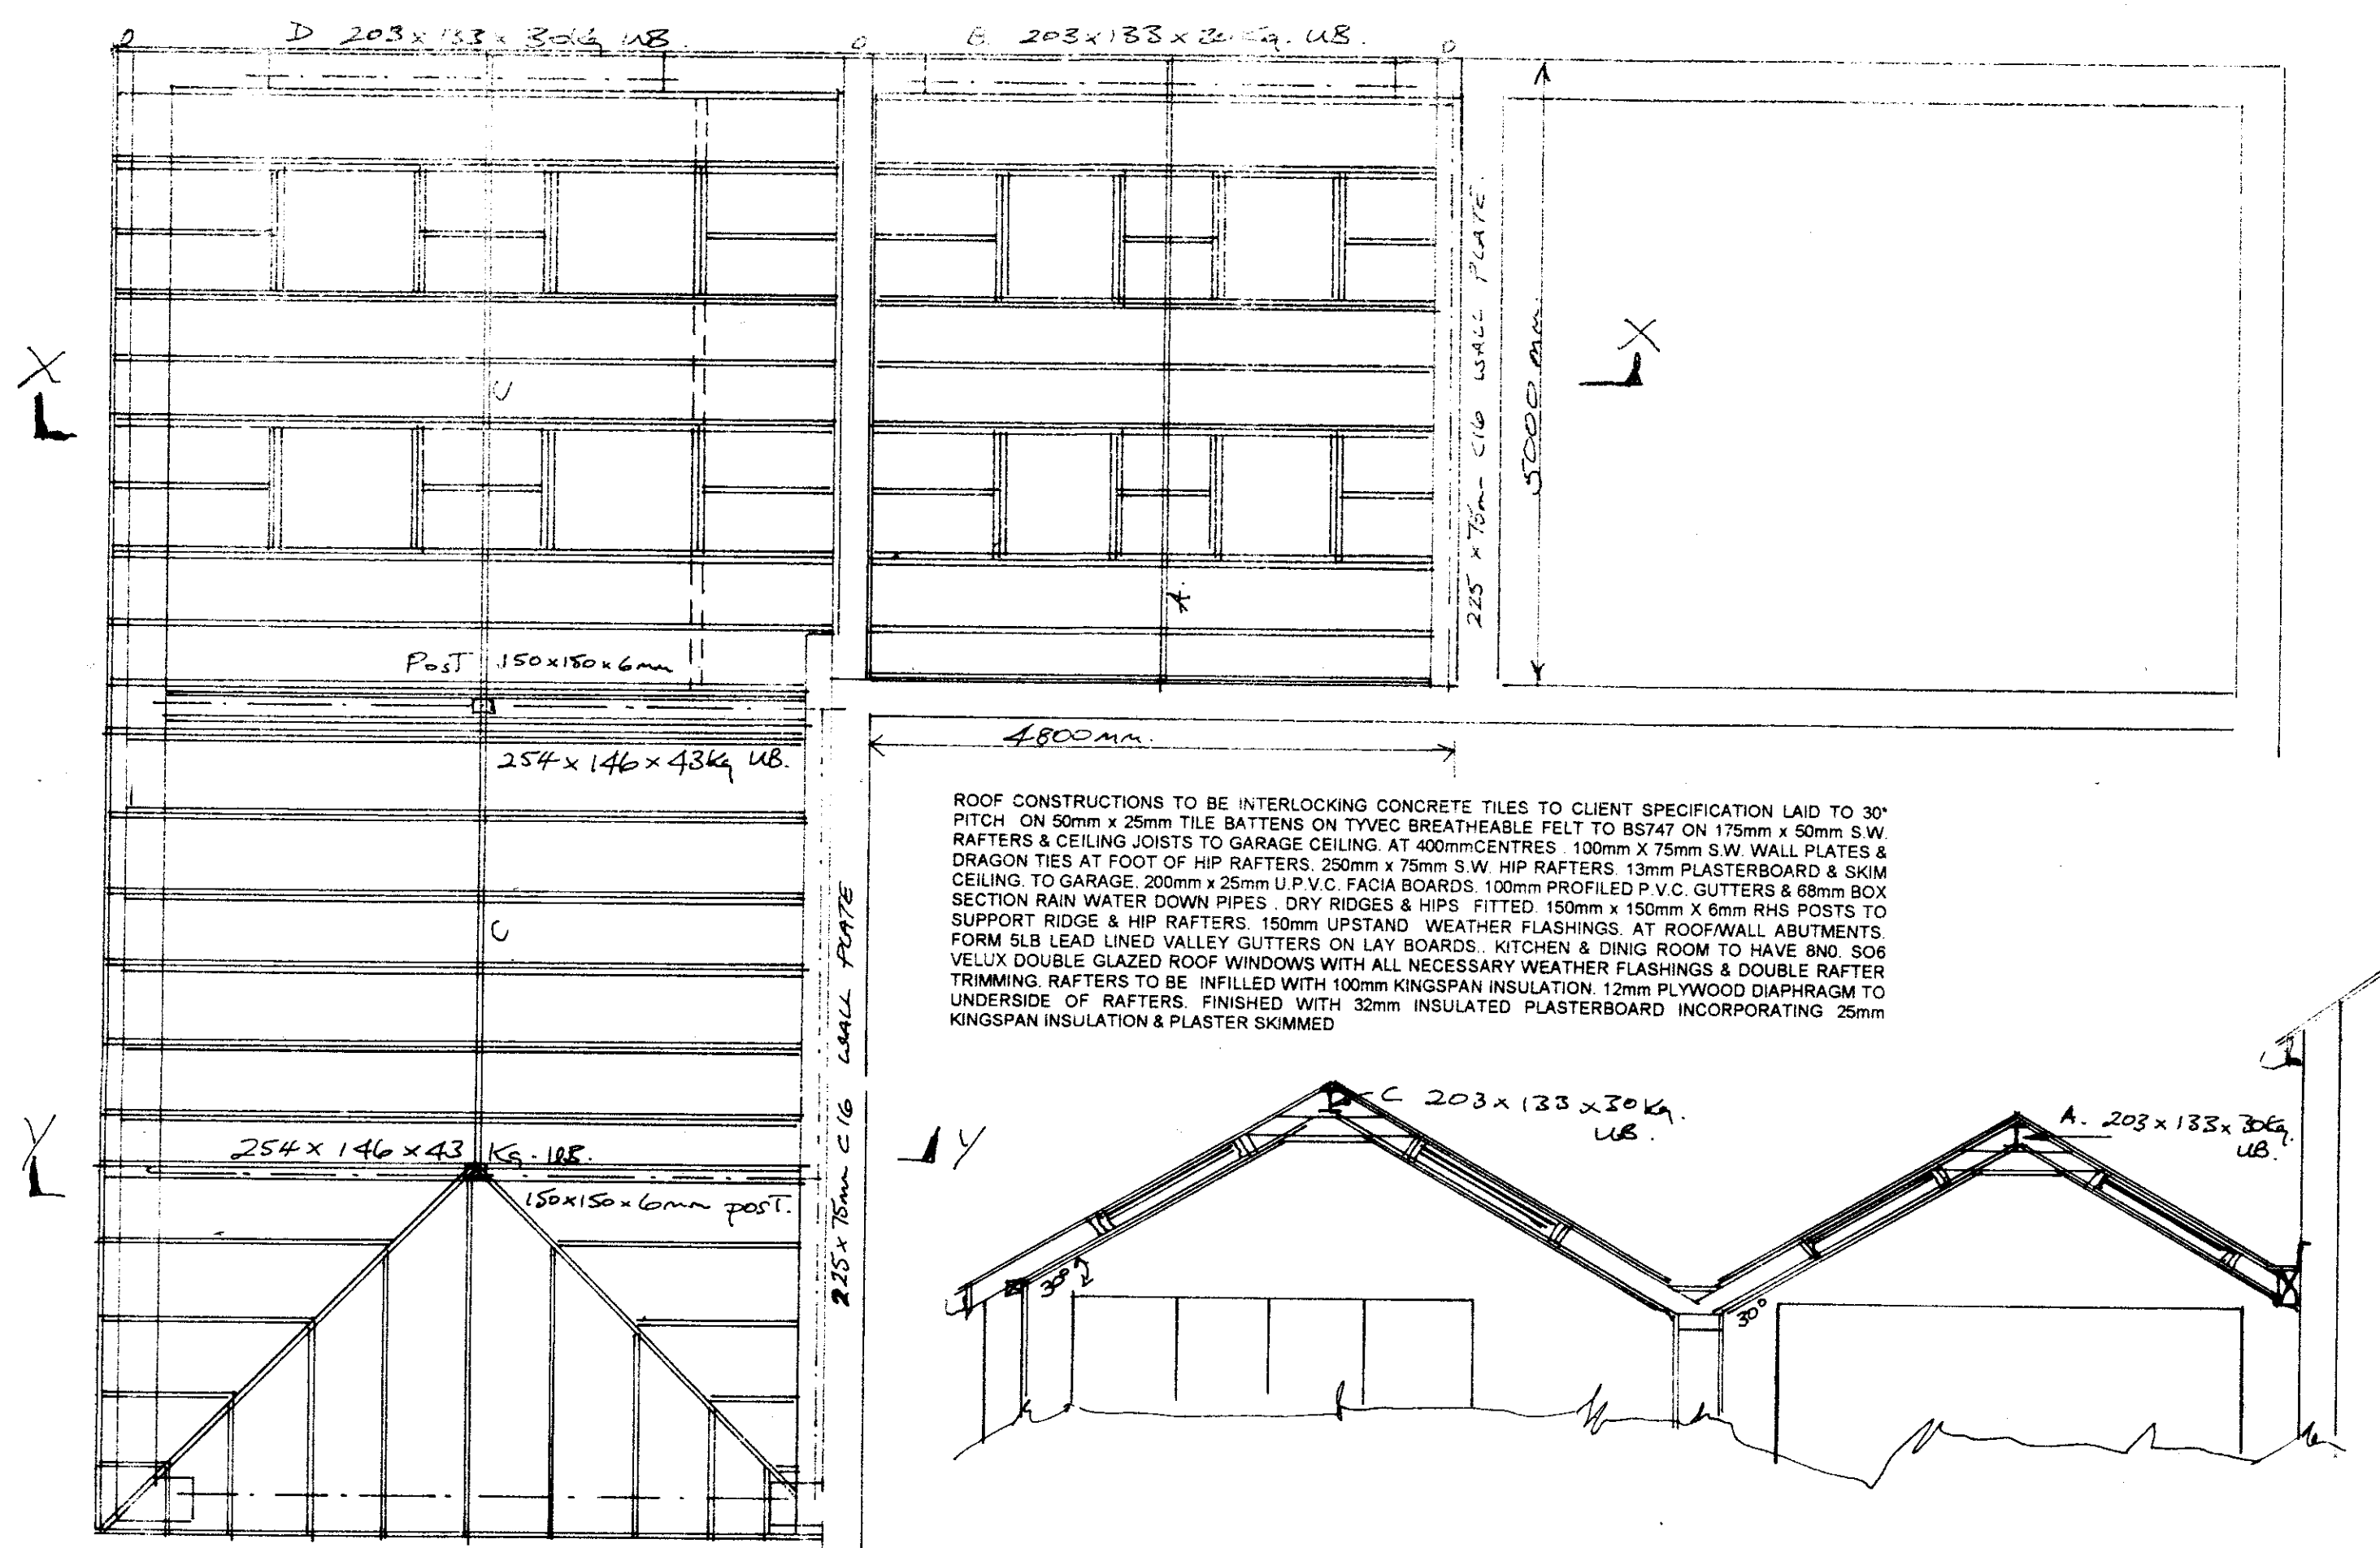 D 203 x 133 x 30Kg UB.
B. 203 x 133 x 30Kg. UB.
X
X
C
225 x 75mm C16 WALL PLATE.
5000 mm.
A.
POST 150x150x6mm
254 x 146 x 43Kg UB.
4800mm.
ROOF CONSTRUCTIONS TO BE INTERLOCKING CONCRETE TILES TO CLIENT SPECIFICATION LAID TO 30°
PITCH ON 50mm x 25mm TILE BATTENS ON TYVEC BREATHEABLE FELT TO BS747 ON 175mm x 50mm S.W.
RAFTERS & CEILING JOISTS TO GARAGE CEILING. AT 400mmCENTRES . 100mm X 75mm S.W. WALL PLATES &
DRAGON TIES AT FOOT OF HIP RAFTERS. 250mm x 75mm S.W. HIP RAFTERS. 13mm PLASTERBOARD & SKIM
CEILING. TO GARAGE. 200mm x 25mm U.P.V.C. FACIA BOARDS. 100mm PROFILED P.V.C. GUTTERS & 68mm BOX
SECTION RAIN WATER DOWN PIPES . DRY RIDGES & HIPS FITTED. 150mm x 150mm X 6mm RHS POSTS TO
SUPPORT RIDGE & HIP RAFTERS. 150mm UPSTAND WEATHER FLASHINGS. AT ROOF/WALL ABUTMENTS.
FORM 5LB LEAD LINED VALLEY GUTTERS ON LAY BOARDS.. KITCHEN & DINIG ROOM TO HAVE 8N0. SO6
VELUX DOUBLE GLAZED ROOF WINDOWS WITH ALL NECESSARY WEATHER FLASHINGS & DOUBLE RAFTER
TRIMMING. RAFTERS TO BE INFILLED WITH 100mm KINGSPAN INSULATION. 12mm PLYWOOD DIAPHRAGM TO
UNDERSIDE OF RAFTERS. FINISHED WITH 32mm INSULATED PLASTERBOARD INCORPORATING 25mm
KINGSPAN INSULATION & PLASTER SKIMMED
C
225 x 75mm C16 WALL PLATE
Y
Y
254 x 146 x 43 Kg. UB.
150x150x6mm post.
C 203 x 133 x 30Kg.
UB.
A. 203 x 133 x 30Kg.
UB.
30°
30°